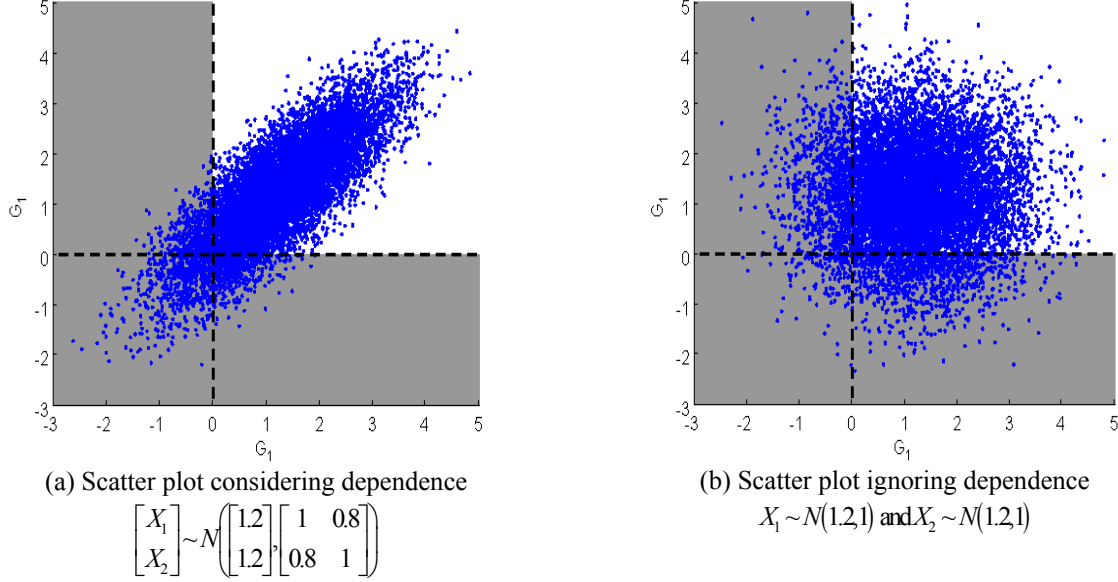 5
4
3
2
1
0
-1
-2
-3
G₁
-3 -2 -1 0 1 2 3 4 5
G₁
(a) Scatter plot considering dependence
[X₁ X₂] ~ N([1.2 1.2], [1 0.8 0.8 1])
5
4
3
2
1
0
-1
-2
-3
G₁
-3 -2 -1 0 1 2 3 4 5
G₁
(b) Scatter plot ignoring dependence
X₁ ~ N(1.2,1) and X₂ ~ N(1.2,1)